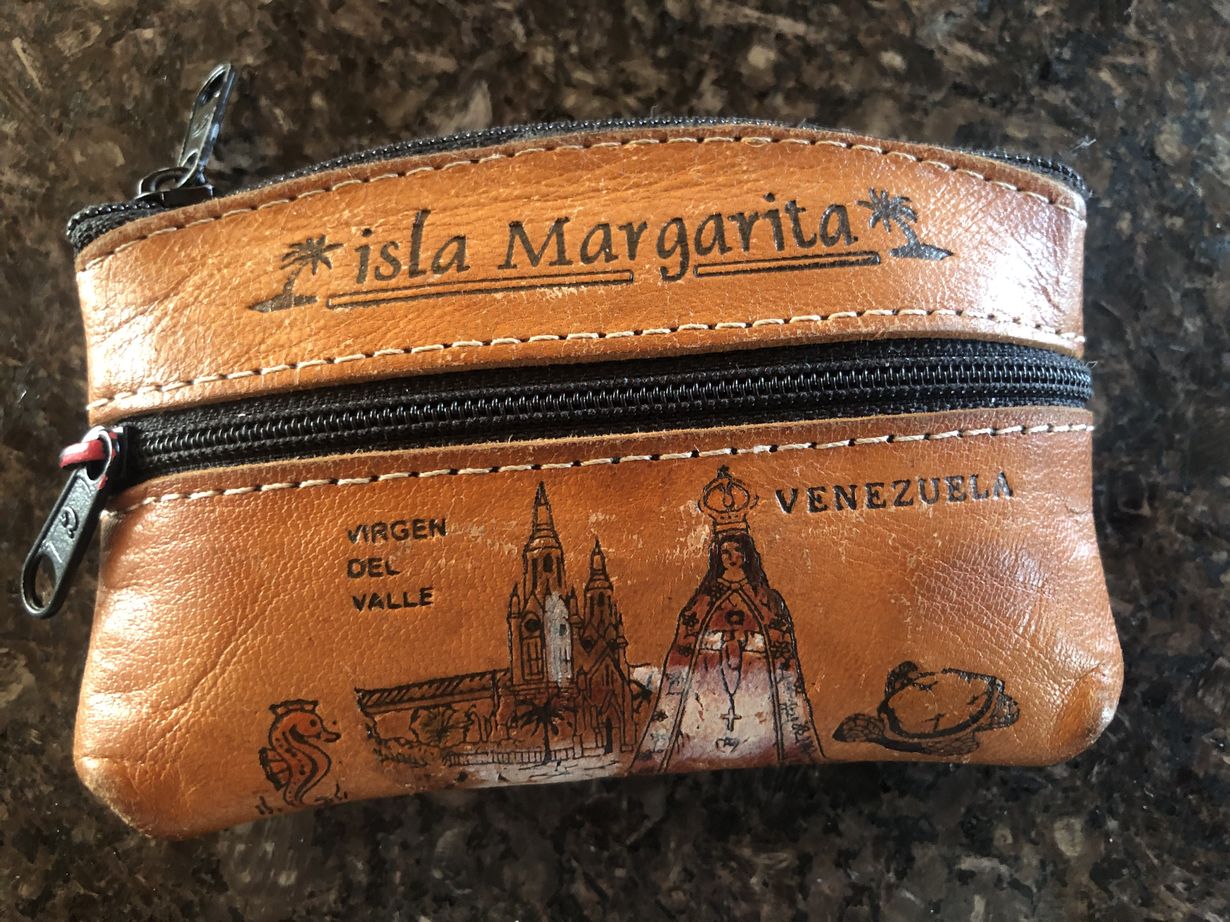 isla Margarita
VENEZUELA
VIRGEN
DEL
VALLE